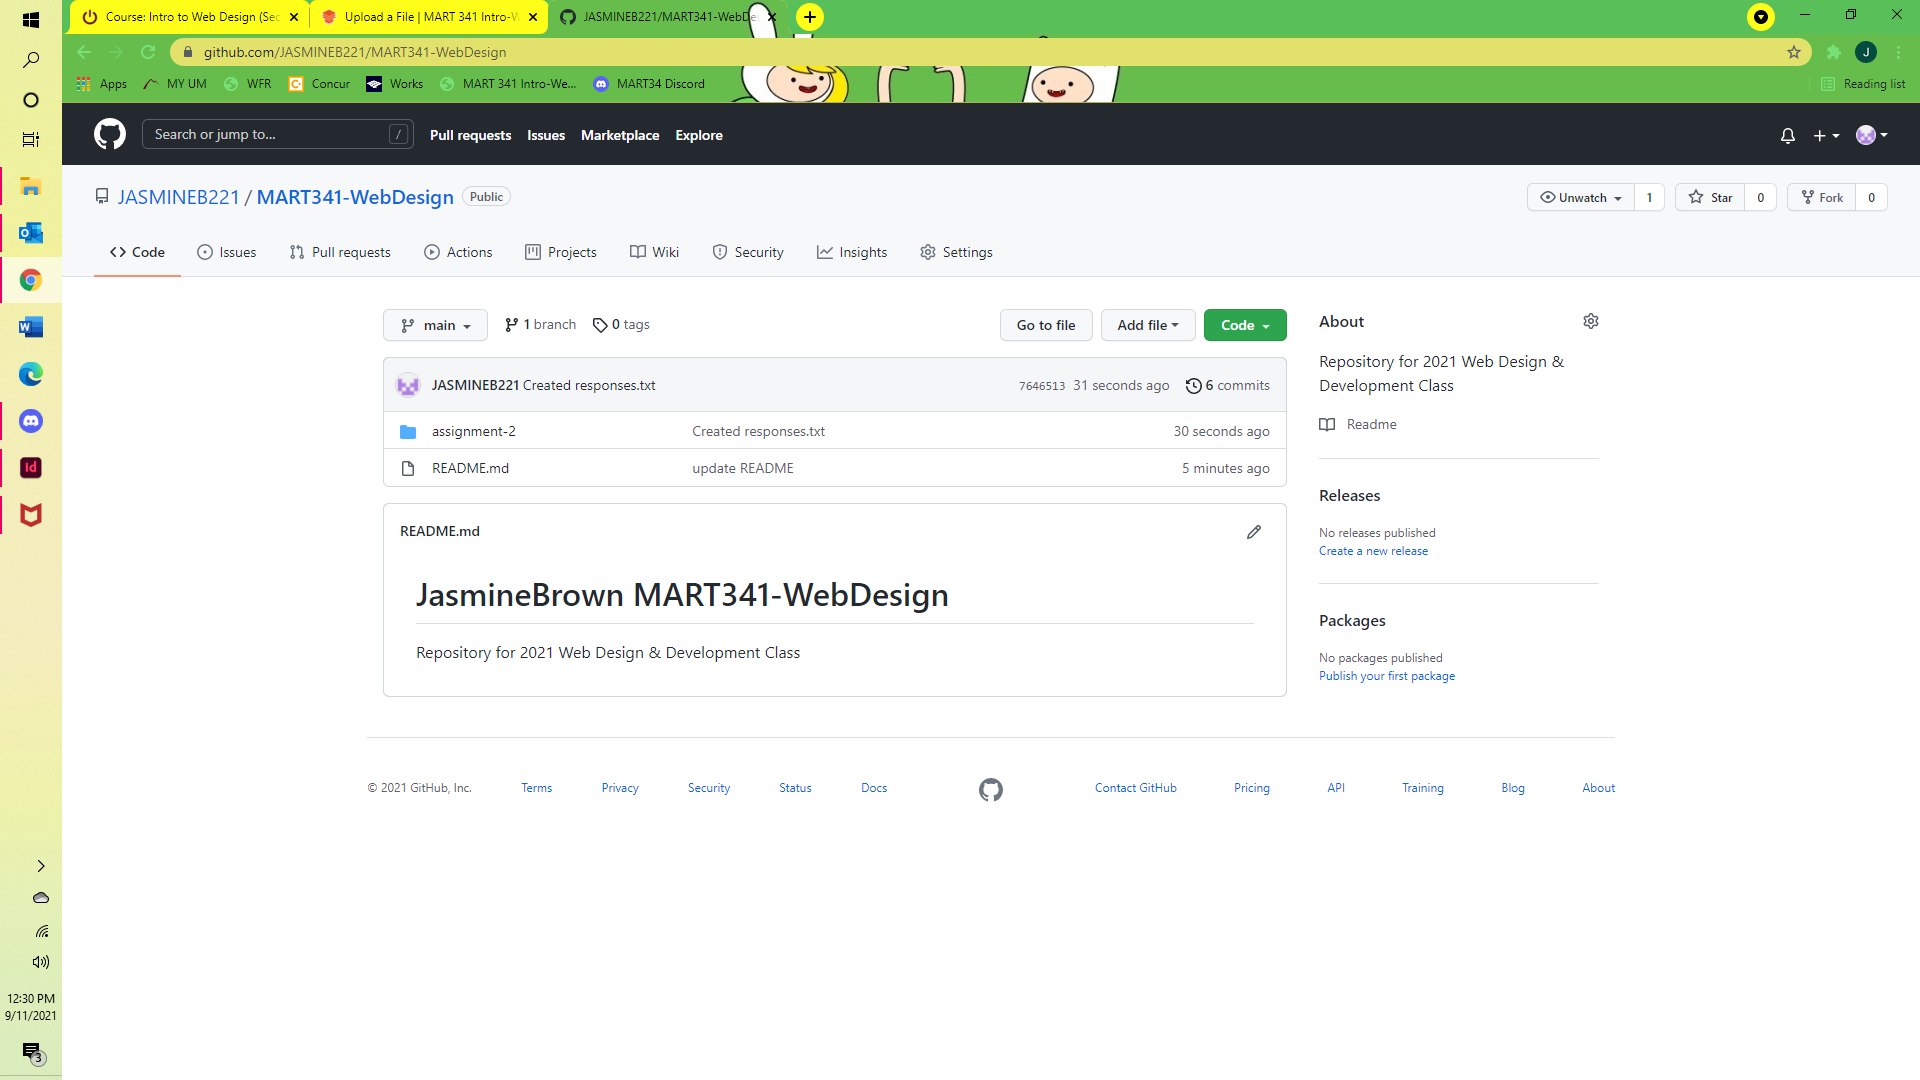 Course: Intro to Web Design (Sec
Upload a File | MART 341 Intro-W
JASMINEB221/MART341-WebDe
github.com/JASMINEB221/MART341-WebDesign
Apps MY UM WFR Concur Works MART 341 Intro-We... MART34 Discord Reading list
Search or jump to... / Pull requests Issues Marketplace Explore
JASMINEB221 / MART341-WebDesign Public
Unwatch 1 Star 0 Fork 0
Code Issues Pull requests Actions Projects Wiki Security Insights Settings
main 1 branch 0 tags Go to file Add file Code
JASMINEB221 Created responses.txt 7646513 31 seconds ago 6 commits
assignment-2 Created responses.txt 30 seconds ago
README.md update README 5 minutes ago
README.md
JasmineBrown MART341-WebDesign
Repository for 2021 Web Design & Development Class
About
Repository for 2021 Web Design &
Development Class
Readme
Releases
No releases published
Create a new release
Packages
No packages published
Publish your first package
© 2021 GitHub, Inc. Terms Privacy Security Status Docs Contact GitHub Pricing API Training Blog About
12:30 PM
9/11/2021
3
J
W
Id